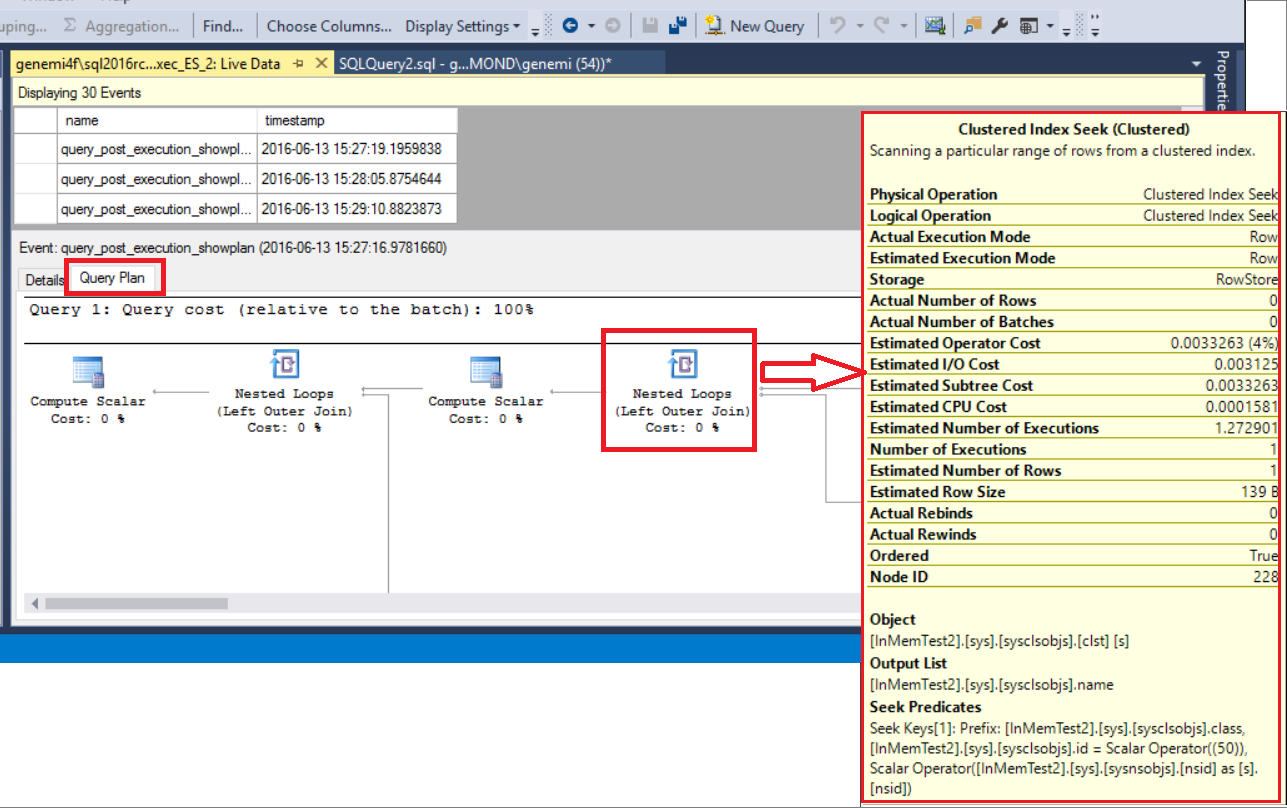 uping... Σ Aggregation... Find... Choose Columns... Display Settings New Query
genemi4f\sql2016rc...xec_ES_2: Live Data SQLQuery2.sql - g...MOND\genemi (54))*
Properties
Displaying 30 Events
name timestamp
query_post_execution_showpl... 2016-06-13 15:27:19.1959838
query_post_execution_showpl... 2016-06-13 15:28:05.8754644
query_post_execution_showpl... 2016-06-13 15:29:10.8823873
Event: query_post_execution_showplan (2016-06-13 15:27:16.9781660)
Details Query Plan
Query 1: Query cost (relative to the batch): 100%
Compute Scalar
Cost: 0 %
Nested Loops
(Left Outer Join)
Cost: 0 %
Compute Scalar
Cost: 0 %
Nested Loops
(Left Outer Join)
Cost: 0 %
Clustered Index Seek (Clustered)
Scanning a particular range of rows from a clustered index.
Physical Operation Clustered Index Seek
Logical Operation Clustered Index Seek
Actual Execution Mode Row
Estimated Execution Mode Row
Storage RowStore
Actual Number of Rows 0
Actual Number of Batches 0
Estimated Operator Cost 0.0033263 (4%)
Estimated I/O Cost 0.003125
Estimated Subtree Cost 0.0033263
Estimated CPU Cost 0.0001581
Estimated Number of Executions 1.272901
Number of Executions 1
Estimated Number of Rows 1
Estimated Row Size 139 B
Actual Rebinds 0
Actual Rewinds 0
Ordered True
Node ID 228
Object
[InMemTest2].[sys].[sysclsobjs].[clst] [s]
Output List
[InMemTest2].[sys].[sysclsobjs].name
Seek Predicates
Seek Keys[1]: Prefix: [InMemTest2].[sys].[sysclsobjs].class,
[InMemTest2].[sys].[sysclsobjs].id = Scalar Operator((50)),
Scalar Operator([InMemTest2].[sys].[sysnsobjs].[nsid] as [s].
[nsid])